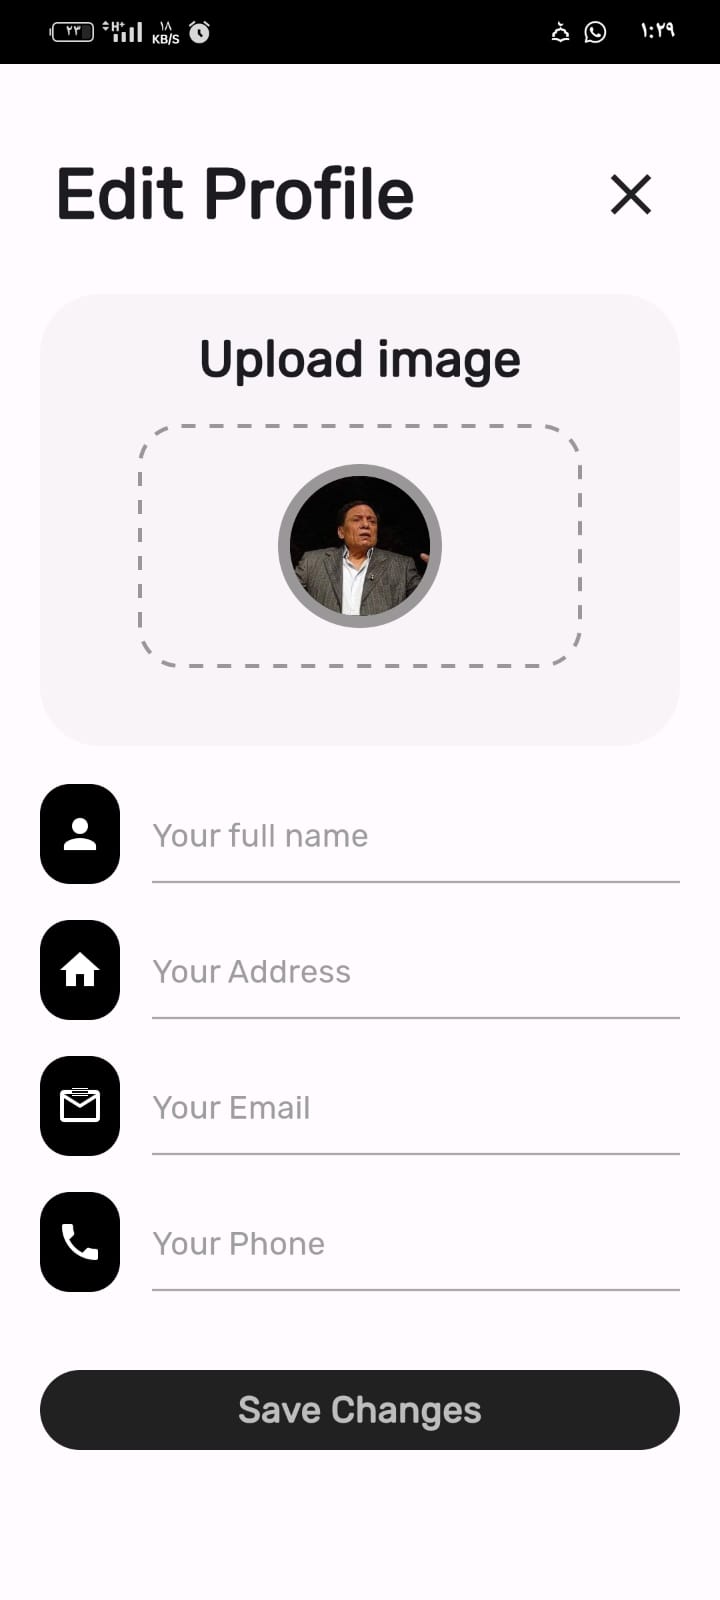 ٢٣ H+ ١٨ KB/S ١:٢٩
Edit Profile
Upload image
Your full name
Your Address
Your Email
Your Phone
Save Changes